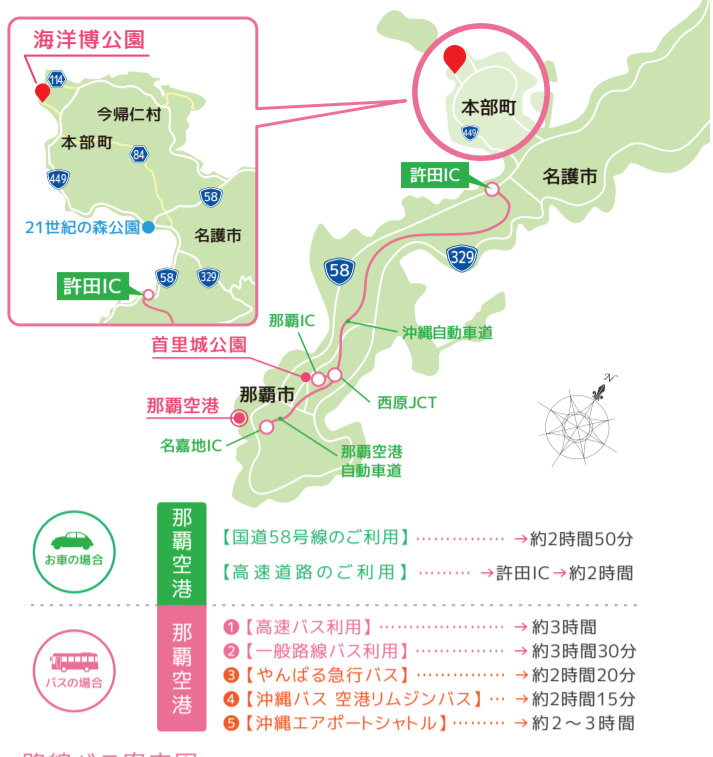 海洋博公園
114
今帰仁村
本部町
84
449
58
21世紀の森公園
名護市
58
329
許田IC
本部町
449
許田IC
名護市
58
329
那覇IC
沖縄自動車道
首里城公園
那覇市
西原JCT
那覇空港
名嘉地IC
那覇空港
自動車道
N
お車の場合
那覇空港
【国道58号線のご利用】…………… →約2時間50分
【高速道路のご利用】……… →許田IC→約2時間
バスの場合
那覇空港
❶【高速バス利用】………………… → 約3時間
❷【一般路線バス利用】…………… → 約3時間30分
❸【やんばる急行バス】…………… → 約2時間20分
❹【沖縄バス 空港リムジンバス】… → 約2時間15分
❺【沖縄エアポートシャトル】……… → 約2〜3時間